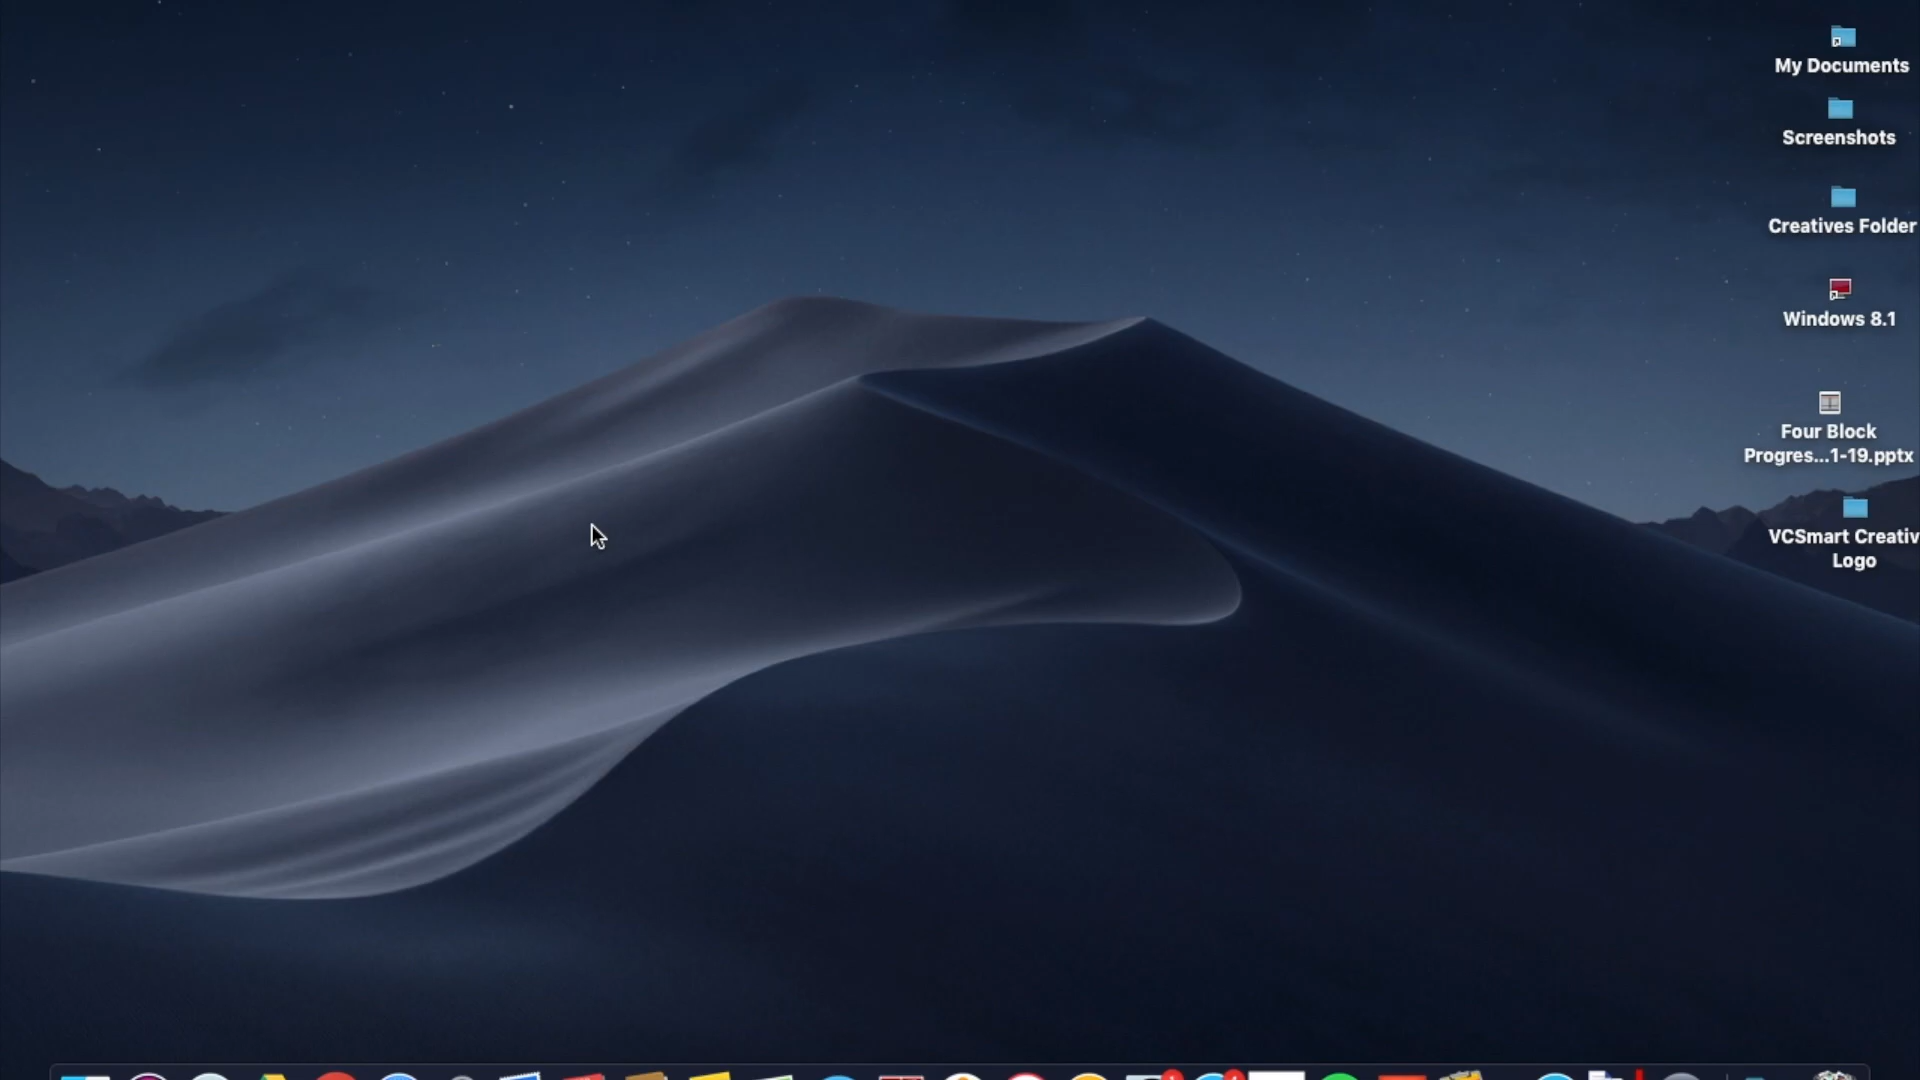 My Documents
Screenshots
Creatives Folder
Windows 8.1
Four Block
Progres...1-19.pptx
VCSmart Creativ
Logo